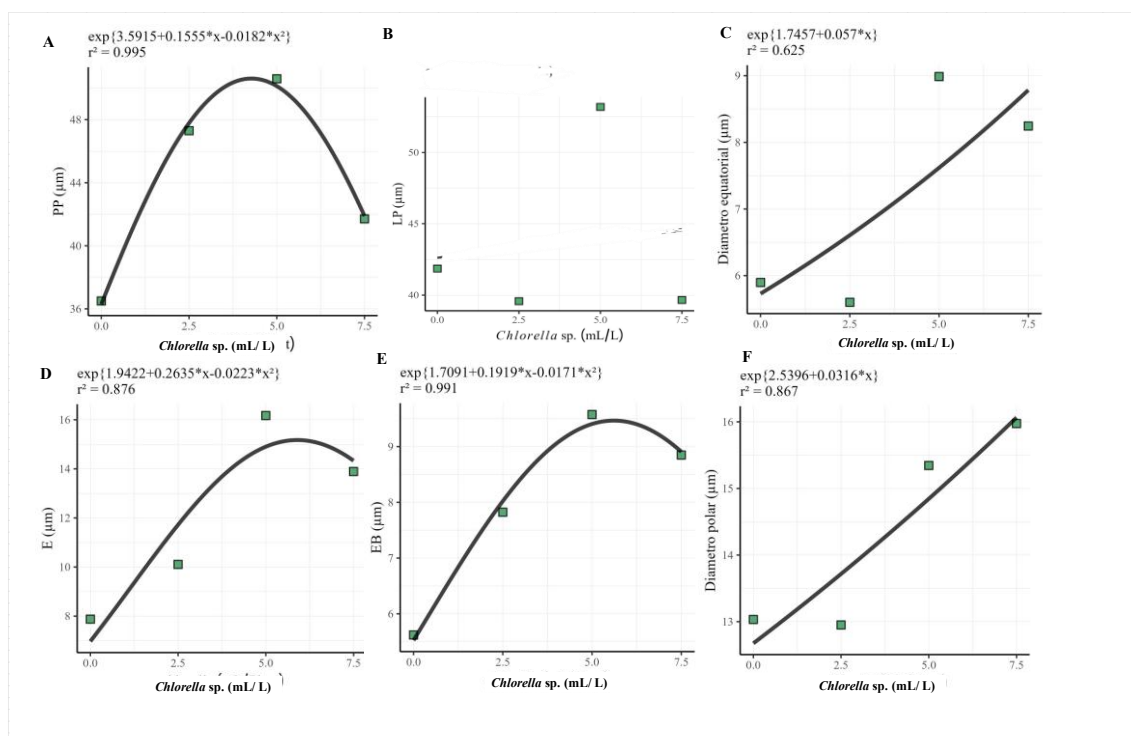 A
exp{3.5915+0.1555*x-0.0182*x²}
r² = 0.995
PP (µm)
48
44
40
36
0.0 2.5 5.0 7.5
Chlorella sp. (mL/ L) t)
B
LP (µm)
50
45
40
0.0 2.5 5.0 7.5
Chlorella sp. (mL/L)
C
exp{1.7457+0.057*x}
r² = 0.625
Diametro equatorial (µm)
9
8
7
6
0.0 2.5 5.0 7.5
Chlorella sp. (mL/ L)
D
exp{1.9422+0.2635*x-0.0223*x²}
r² = 0.876
E (µm)
16
14
12
10
8
0.0 2.5 5.0 7.5
Chlorella sp. (mL/ L)
E
exp{1.7091+0.1919*x-0.0171*x²}
r² = 0.991
EB (µm)
9
8
7
6
0.0 2.5 5.0 7.5
Chlorella sp. (mL/ L)
F
exp{2.5396+0.0316*x}
r² = 0.867
Diametro polar (µm)
16
15
14
13
0.0 2.5 5.0 7.5
Chlorella sp. (mL/ L)